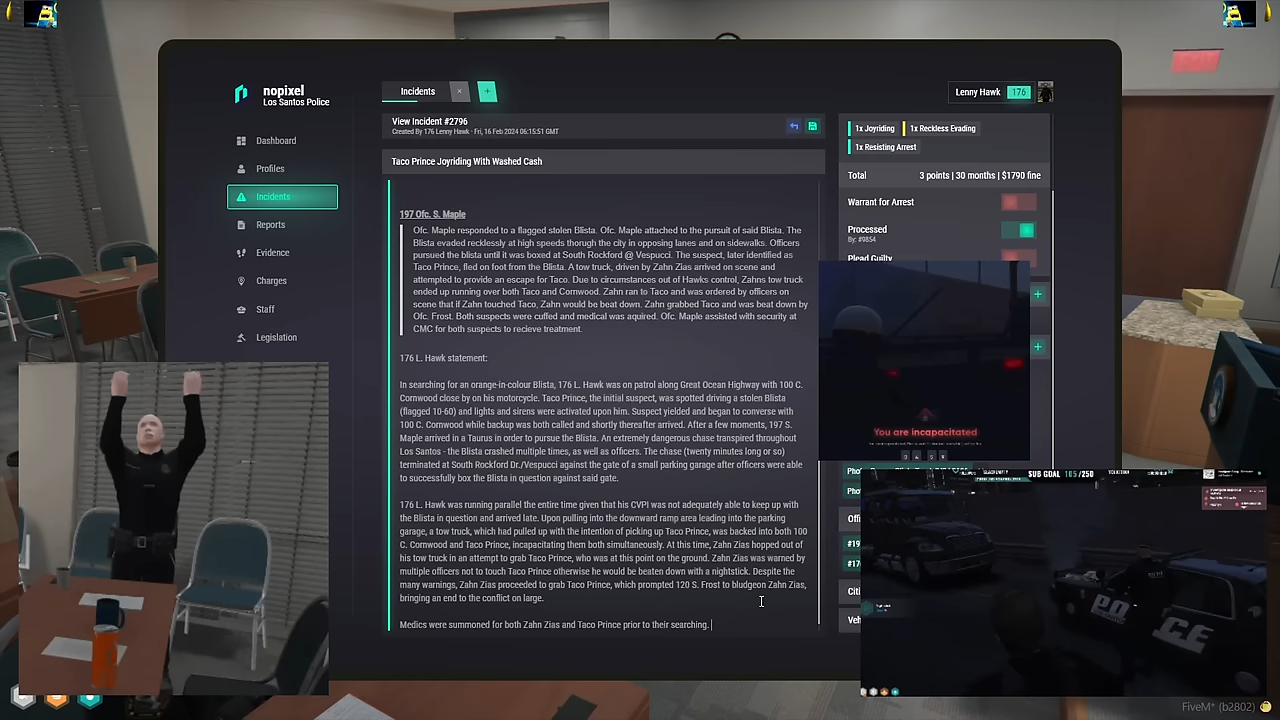 nopixel
Los Santos Police
Dashboard
Profiles
Incidents
Reports
Evidence
Charges
Staff
Legislation
Incidents
×
+
Lenny Hawk 176
View Incident #2796
Created By 176 Lenny Hawk · Fri, 16 Feb 2024 06:15:51 GMT
Taco Prince Joyriding With Washed Cash
197 Ofc. S. Maple
Ofc. Maple responded to a flagged stolen Blista. Ofc. Maple attached to the pursuit of said Blista. The
Blista evaded recklessly at high speeds thorugh the city in opposing lanes and on sidewalks. Officers
pursued the blista until it was boxed at South Rockford @ Vespucci. The suspect, later identified as
Taco Prince, fled on foot from the Blista. A tow truck, driven by Zahn Zias arrived on scene and
attempted to provide an escape for Taco. Due to circumstances out of Hawks control, Zahns tow truck
ended up running over both Taco and Cornwood. Zahn ran to Taco and was ordered by officers on
scene that if Zahn touched Taco, Zahn would be beat down. Zahn grabbed Taco and was beat down by
Ofc. Frost. Both suspects were cuffed and medical was aquired. Ofc. Maple assisted with security at
CMC for both suspects to recieve treatment.
176 L. Hawk statement:
In searching for an orange-in-colour Blista, 176 L. Hawk was on patrol along Great Ocean Highway with 100 C.
Cornwood close by on his motorcycle. Taco Prince, the initial suspect, was spotted driving a stolen Blista
(flagged 10-60) and lights and sirens were activated upon him. Suspect yielded and began to converse with
100 C. Cornwood while backup was both called and shortly thereafter arrived. After a few moments, 197 S.
Maple arrived in a Taurus in order to pursue the Blista. An extremely dangerous chase transpired throughout
Los Santos - the Blista crashed multiple times, as well as officers. The chase (twenty minutes long or so)
terminated at South Rockford Dr./Vespucci against the gate of a small parking garage after officers were able
to successfully box the Blista in question against said gate.
176 L. Hawk was running parallel the entire time given that his CVPI was not adequately able to keep up with
the Blista in question and arrived late. Upon pulling into the downward ramp area leading into the parking
garage, a tow truck, which had pulled up with the intention of picking up Taco Prince, was backed into both 100
C. Cornwood and Taco Prince, incapacitating them both simultaneously. At this time, Zahn Zias hopped out of
his tow truck in an attempt to grab Taco Prince, who was at this point on the ground. Zahn Zias was warned by
multiple officers not to touch Taco Prince otherwise he would be beaten down with a nightstick. Despite the
many warnings, Zahn Zias proceeded to grab Taco Prince, which prompted 120 S. Frost to bludgeon Zahn Zias,
bringing an end to the conflict on large.
Medics were summoned for both Zahn Zias and Taco Prince prior to their searching.
1x Joyriding 1x Reckless Evading
1x Resisting Arrest
Total 3 points | 30 months | $1790 fine
Warrant for Arrest
Processed
By: #9854
Plead Guilty
+
+
You are incapacitated
SUB GOAL 165/250
PO CE
FiveM* (b2802)